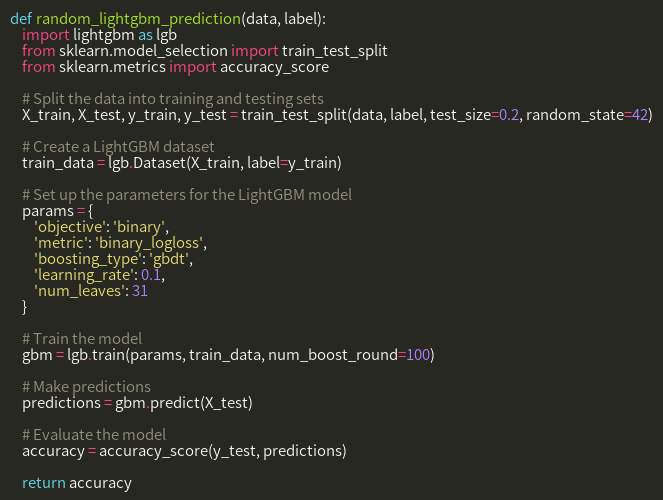 def random_lightgbm_prediction(data, label):
    import lightgbm as lgb
    from sklearn.model_selection import train_test_split
    from sklearn.metrics import accuracy_score

    # Split the data into training and testing sets
    X_train, X_test, y_train, y_test = train_test_split(data, label, test_size=0.2, random_state=42)

    # Create a LightGBM dataset
    train_data = lgb.Dataset(X_train, label=y_train)

    # Set up the parameters for the LightGBM model
    params = {
        'objective': 'binary',
        'metric': 'binary_logloss',
        'boosting_type': 'gbdt',
        'learning_rate': 0.1,
        'num_leaves': 31
    }

    # Train the model
    gbm = lgb.train(params, train_data, num_boost_round=100)

    # Make predictions
    predictions = gbm.predict(X_test)

    # Evaluate the model
    accuracy = accuracy_score(y_test, predictions)

    return accuracy